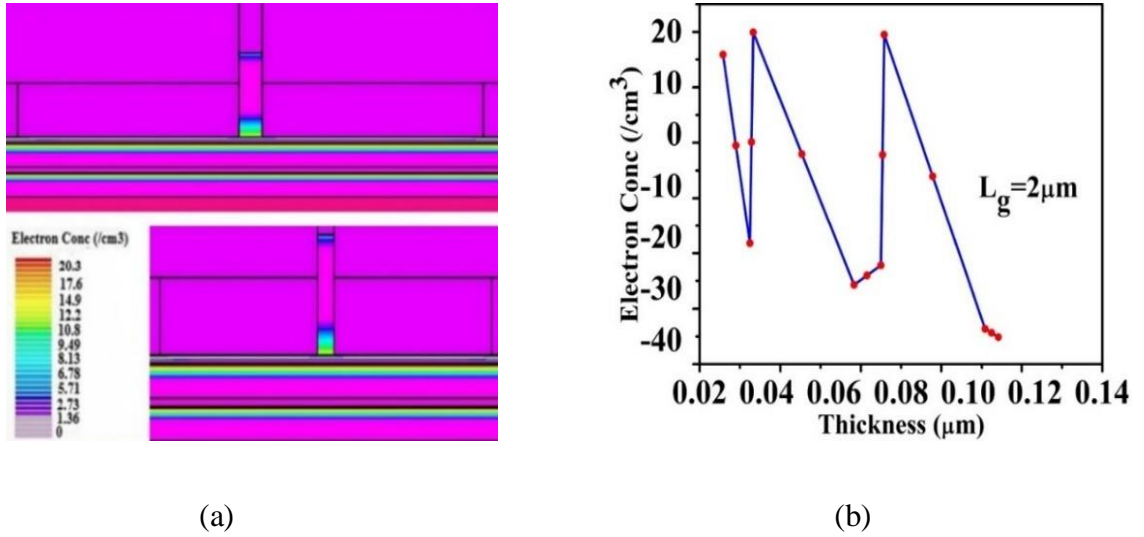 Electron Conc (/cm3)
20.3
17.6
14.9
12.2
10.8
9.49
8.13
6.78
5.71
2.73
1.36
0
(a)
Electron Conc (/cm³)
20
10
0
-10
-20
-30
-40
L_g=2μm
0.02 0.04 0.06 0.08 0.10 0.12 0.14
Thickness (μm)
(b)